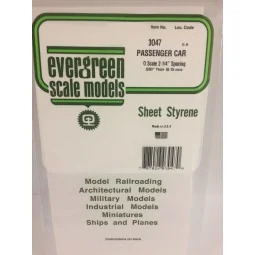 Item No. Loc. Code
3047
PASSENGER CAR
O Scale 2 1/4" Spacing
evergreen
scale models
Sheet Styrene
Made in U.S.A.
Model Railroading
Architectural Models
Military Models
Industrial Models
Miniatures
Ships and Planes